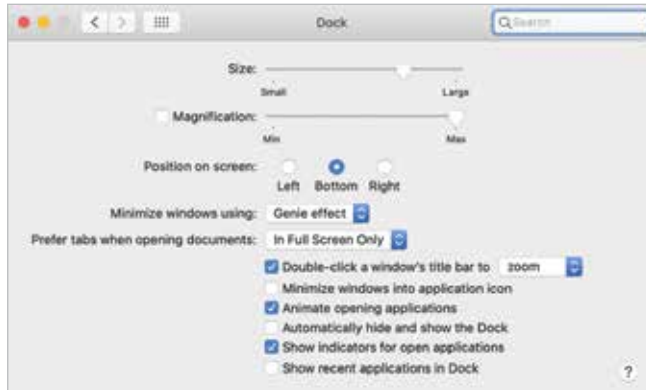 Dock
Search
Size:
Small Large
Magnification:
Min Max
Position on screen:
Left Bottom Right
Minimize windows using: Genie effect
Prefer tabs when opening documents: In Full Screen Only
Double-click a window's title bar to zoom
Minimize windows into application icon
Animate opening applications
Automatically hide and show the Dock
Show indicators for open applications
Show recent applications in Dock
?